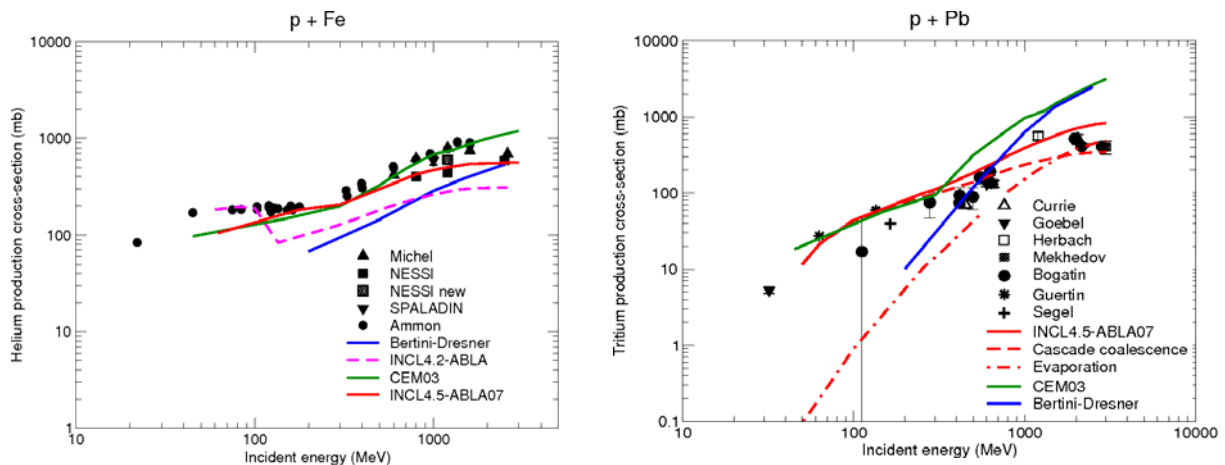 p + Fe
Helium production cross-section (mb)
10000
1000
100
10
1
10
100
1000
Incident energy (MeV)
Michel
NESSI
NESSI new
SPALADIN
Ammon
Bertini-Dresner
INCL4.2-ABLA
CEM03
INCL4.5-ABLA07
p + Pb
Tritium production cross-section (mb)
10000
1000
100
10
1
0.1
10
100
1000
10000
Incident energy (MeV)
Currie
Goebel
Herbach
Mekhedov
Bogatin
Guertin
Segel
INCL4.5-ABLA07
Cascade coalescence
Evaporation
CEM03
Bertini-Dresner